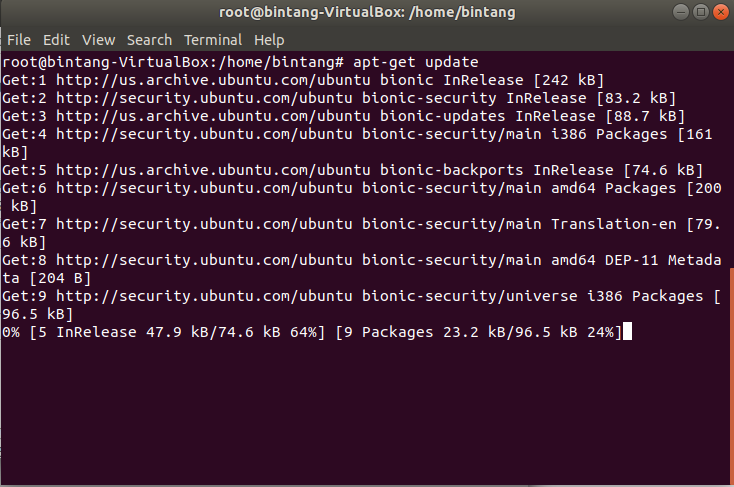 root@bintang-VirtualBox: /home/bintang
File Edit View Search Terminal Help
root@bintang-VirtualBox:/home/bintang# apt-get update
Get:1 http://us.archive.ubuntu.com/ubuntu bionic InRelease [242 kB]
Get:2 http://security.ubuntu.com/ubuntu bionic-security InRelease [83.2 kB]
Get:3 http://us.archive.ubuntu.com/ubuntu bionic-updates InRelease [88.7 kB]
Get:4 http://security.ubuntu.com/ubuntu bionic-security/main i386 Packages [161
kB]
Get:5 http://us.archive.ubuntu.com/ubuntu bionic-backports InRelease [74.6 kB]
Get:6 http://security.ubuntu.com/ubuntu bionic-security/main amd64 Packages [200
 kB]
Get:7 http://security.ubuntu.com/ubuntu bionic-security/main Translation-en [79.
6 kB]
Get:8 http://security.ubuntu.com/ubuntu bionic-security/main amd64 DEP-11 Metada
ta [204 B]
Get:9 http://security.ubuntu.com/ubuntu bionic-security/universe i386 Packages [
96.5 kB]
0% [5 InRelease 47.9 kB/74.6 kB 64%] [9 Packages 23.2 kB/96.5 kB 24%]